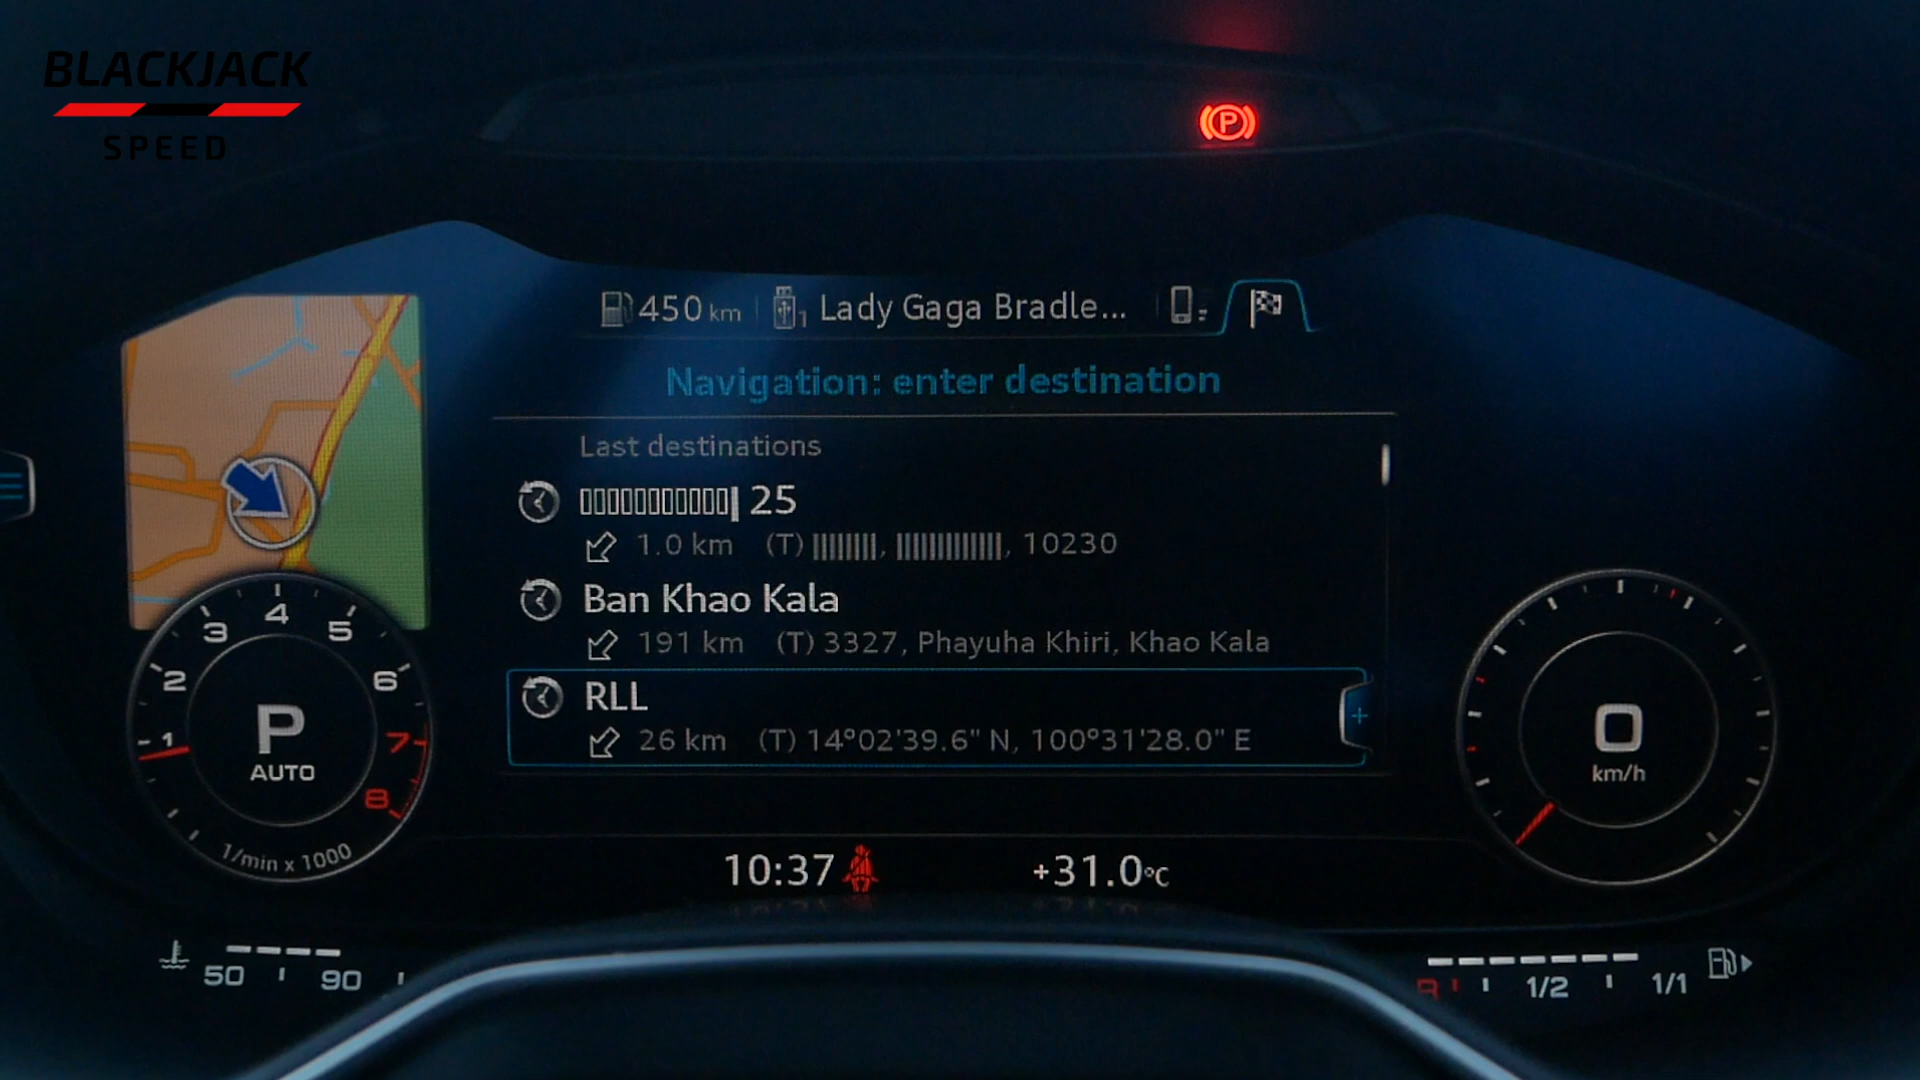 BLACKJACK
SPEED
450 km
1 Lady Gaga Bradle...
Navigation: enter destination
Last destinations
25
1.0 km (T) , , 10230
Ban Khao Kala
191 km (T) 3327, Phayuha Khiri, Khao Kala
RLL
26 km (T) 14°02'39.6" N, 100°31'28.0" E
1 2 3 4 5 6 7 8
P
AUTO
1/min x 1000
0
km/h
10:37
+31.0°C
50 90
R 1/2 1/1